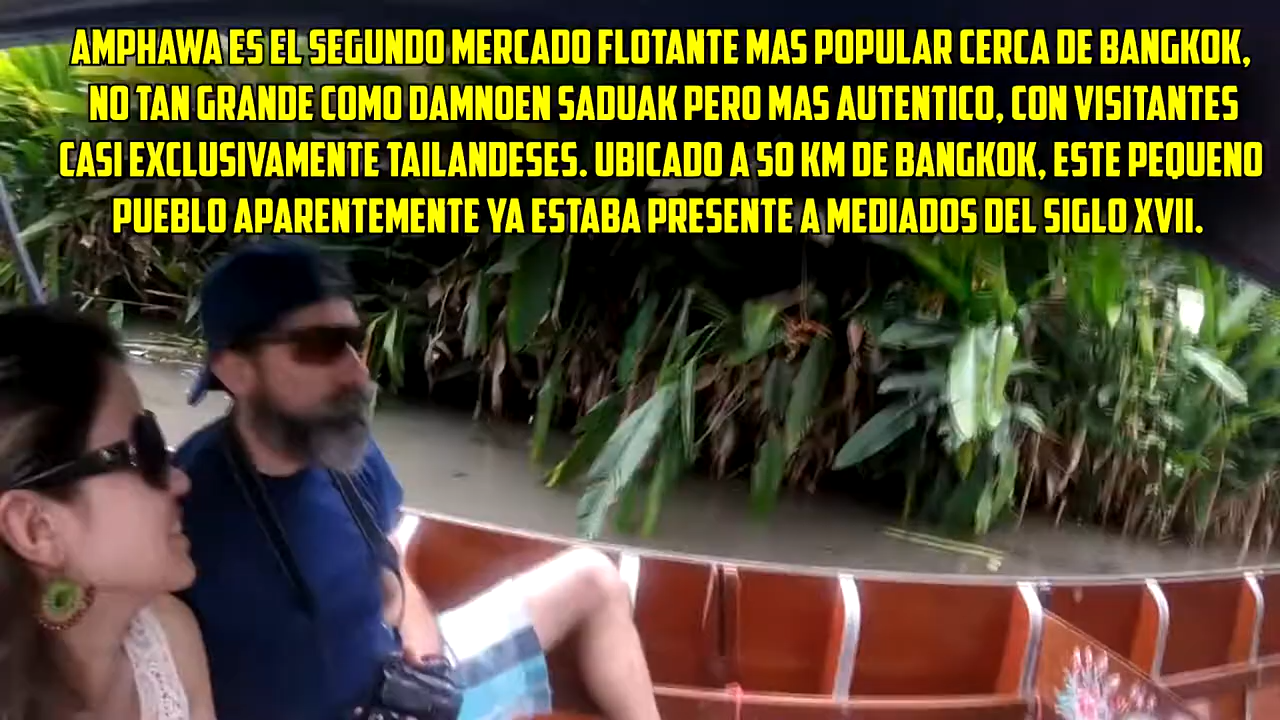 AMPHAWA ES EL SEGUNDO MERCADO FLOTANTE MAS POPULAR CERCA DE BANGKOK,
NO TAN GRANDE COMO DAMNOEN SADUAK PERO MAS AUTENTICO, CON VISITANTES
CASI EXCLUSIVAMENTE TAILANDESES. UBICADO A 50 KM DE BANGKOK, ESTE PEQUENO
PUEBLO APARENTEMENTE YA ESTABA PRESENTE A MEDIADOS DEL SIGLO XVII.